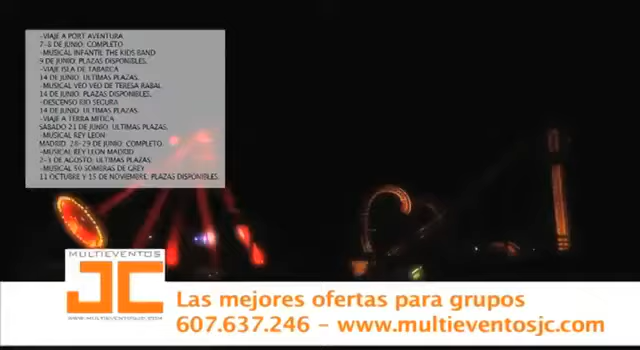 -VIAJE A PORT AVENTURA
7-8 DE JUNIO: COMPLETO
-MUSICAL INFANTIL THE KIDS BAND
9 DE JUNIO: PLAZAS DISPONIBLES.
-VIAJE ISLA DE TABARCA
14 DE JUNIO. ULTIMAS PLAZAS.
-MUSICAL VEO VEO DE TERESA RABAL
14 DE JUNIO. PLAZAS DISPONIBLES.
-DESCENSO RIO SEGURA
14 DE JUNIO. ULTIMAS PLAZAS.
-VIAJE A TERRA MITICA
SABADO 21 DE JUNIO. ULTIMAS PLAZAS.
-MUSICAL REY LEON
MADRID. 28-29 DE JUNIO. COMPLETO.
-MUSICAL REY LEON MADRID
2-3 DE AGOSTO. ULTIMAS PLAZAS.
-MUSICAL 50 SOMBRAS DE GREY
11 OCTUBRE Y 15 DE NOVIEMBRE. PLAZAS DISPONIBLES.
MULTIEVENTOS
JC
www.multieventosjc.com
Las mejores ofertas para grupos
607.637.246 - www.multieventosjc.com